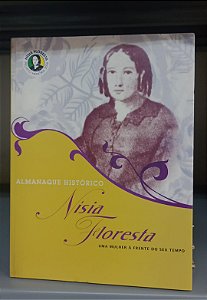 ALMANAQUE HISTÓRICO
Nísia
Floresta
UMA MULHER À FRENTE DO SEU TEMPO